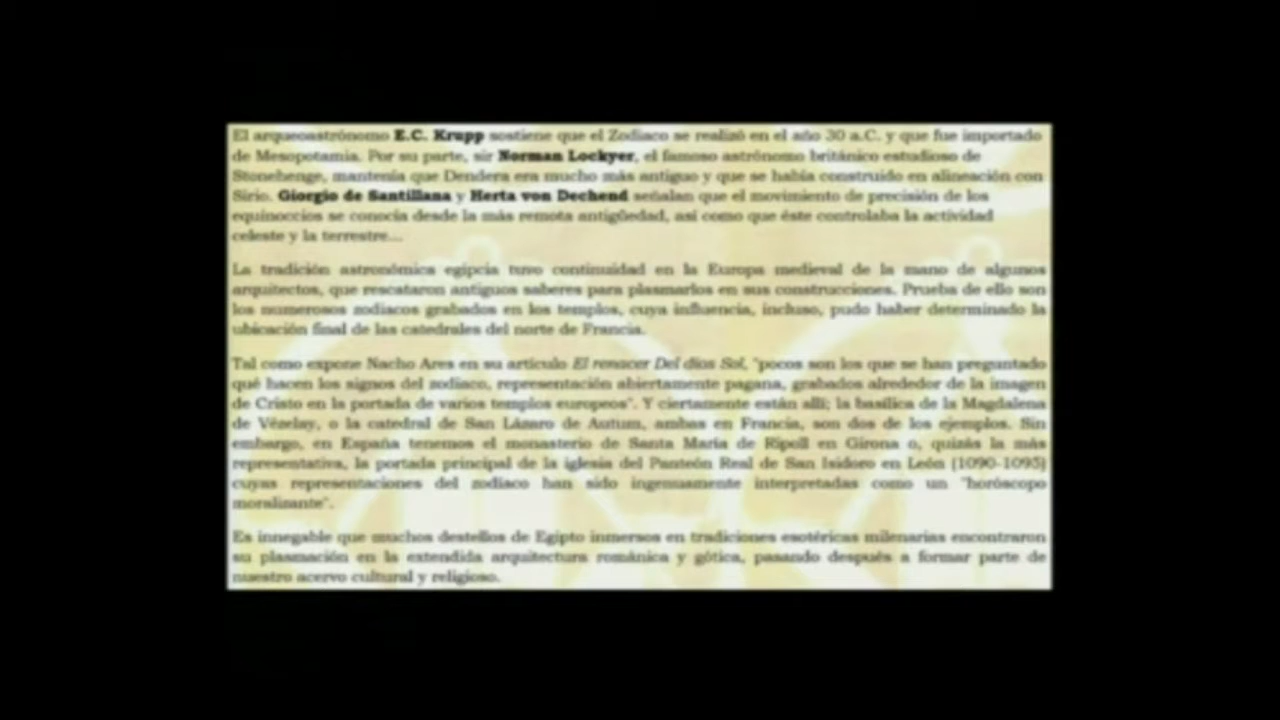 El arqueoastrónomo E.C. Krupp sostiene que el Zodiaco se realizó en el año 30 a.C. y que fue importado
de Mesopotamia. Por su parte, sir Norman Lockyer, el famoso astrónomo británico estudioso de
Stonehenge, mantenía que Dendera era mucho más antiguo y que se había construido en alineación con
Sirio. Giorgio de Santillana y Herta von Dechend señalan que el movimiento de precisión de los
equinoccios se conocía desde la más remota antigüedad, así como que éste controlaba la actividad
celeste y la terrestre...
La tradición astronómica egipcia tuvo continuidad en la Europa medieval de la mano de algunos
arquitectos, que rescataron antiguos saberes para plasmarlos en sus construcciones. Prueba de ello son
los numerosos zodiacos grabados en los templos, cuya influencia, incluso, pudo haber determinado la
ubicación final de las catedrales del norte de Francia.
Tal como expone Nacho Ares en su artículo El renacer Del dios Sol, "pocos son los que se han preguntado
qué hacen los signos del zodiaco, representación abiertamente pagana, grabados alrededor de la imagen
de Cristo en la portada de varios templos europeos". Y ciertamente están allí; la basílica de la Magdalena
de Vézelay, o la catedral de San Lázaro de Autum, ambas en Francia, son dos de los ejemplos. Sin
embargo, en España tenemos el monasterio de Santa María de Ripoll en Girona o, quizás la más
representativa, la portada principal de la iglesia del Panteón Real de San Isidoro en León (1090-1095)
cuyas representaciones del zodiaco han sido ingenuamente interpretadas como un "horóscopo
moralizante".
Es innegable que muchos destellos de Egipto inmersos en tradiciones esotéricas milenarias encontraron
su plasmación en la extendida arquitectura románica y gótica, pasando después a formar parte de
nuestro acervo cultural y religioso.